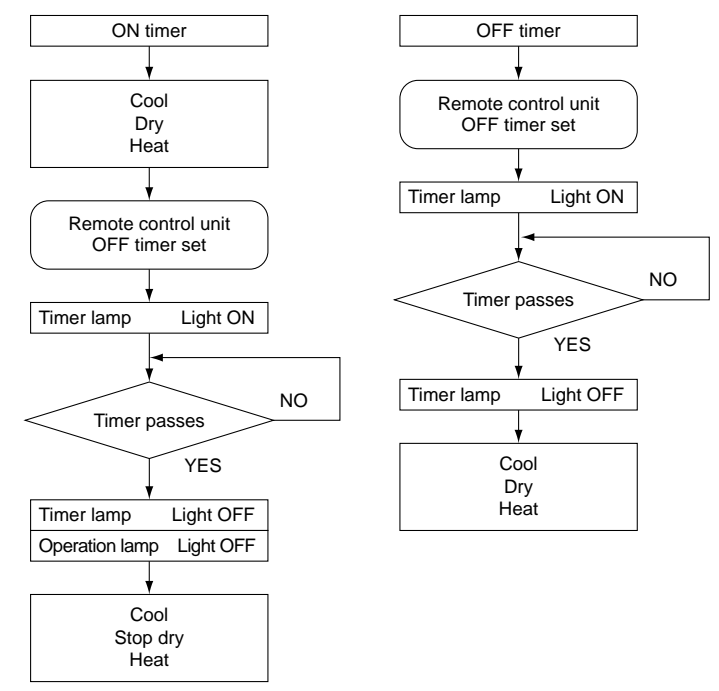 ON timer
Cool
Dry
Heat
Remote control unit
OFF timer set
Timer lamp Light ON
Timer passes
NO
YES
Timer lamp Light OFF
Operation lamp Light OFF
Cool
Stop dry
Heat
OFF timer
Remote control unit
OFF timer set
Timer lamp Light ON
Timer passes
NO
YES
Timer lamp Light OFF
Cool
Dry
Heat